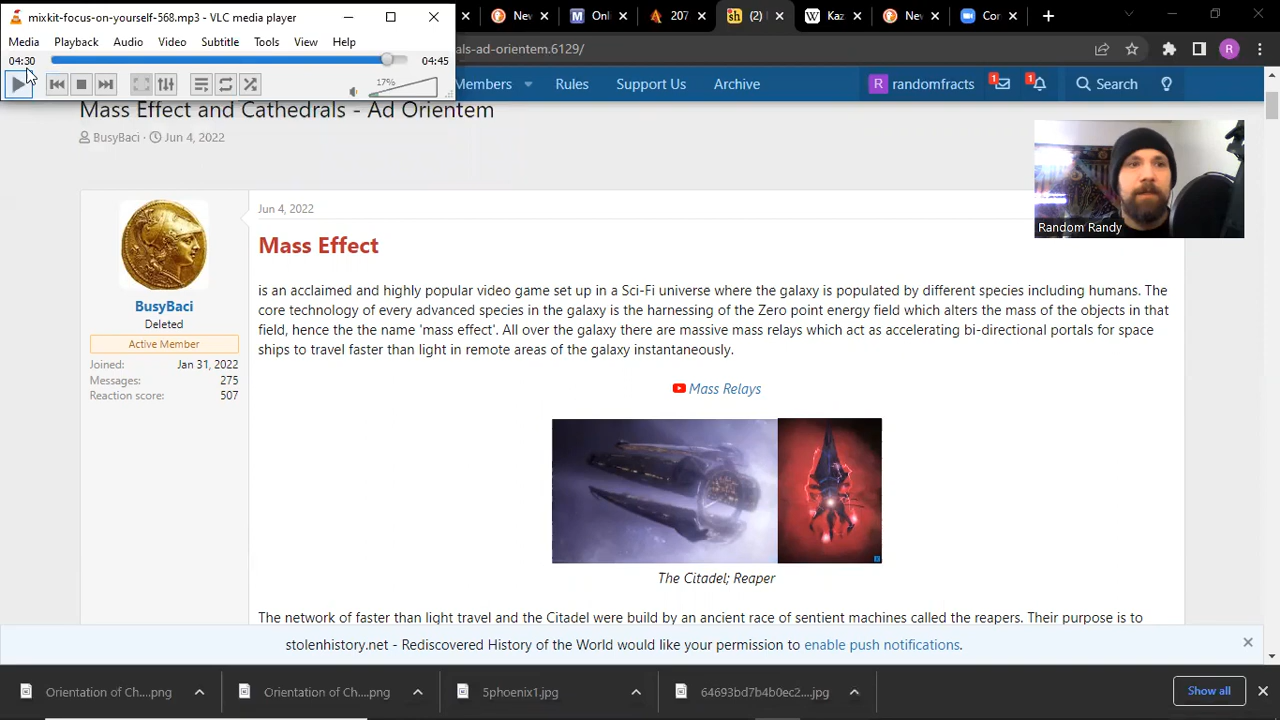 mixkit-focus-on-yourself-568.mp3 - VLC media player
Media Playback Audio Video Subtitle Tools View Help
04:30 04:45
17%
Nev Onli 207 (2) Kaz Nev Cor
als-ad-orientem.6129/
Members Rules Support Us Archive randomfracts 1 1 Search
Mass Effect and Cathedrals - Ad Orientem
BusyBaci Jun 4, 2022
Random Randy
Jun 4, 2022
Mass Effect
BusyBaci
Deleted
Active Member
Joined: Jan 31, 2022
Messages: 275
Reaction score: 507
is an acclaimed and highly popular video game set up in a Sci-Fi universe where the galaxy is populated by different species including humans. The
core technology of every advanced species in the galaxy is the harnessing of the Zero point energy field which alters the mass of the objects in that
field, hence the the name 'mass effect'. All over the galaxy there are massive mass relays which act as accelerating bi-directional portals for space
ships to travel faster than light in remote areas of the galaxy instantaneously.
Mass Relays
The Citadel; Reaper
The network of faster than light travel and the Citadel were build by an ancient race of sentient machines called the reapers. Their purpose is to
stolenhistory.net - Rediscovered History of the World would like your permission to enable push notifications.
Orientation of Ch....png Orientation of Ch....png 5phoenix1.jpg 64693bd7b4b0ec2....jpg Show all